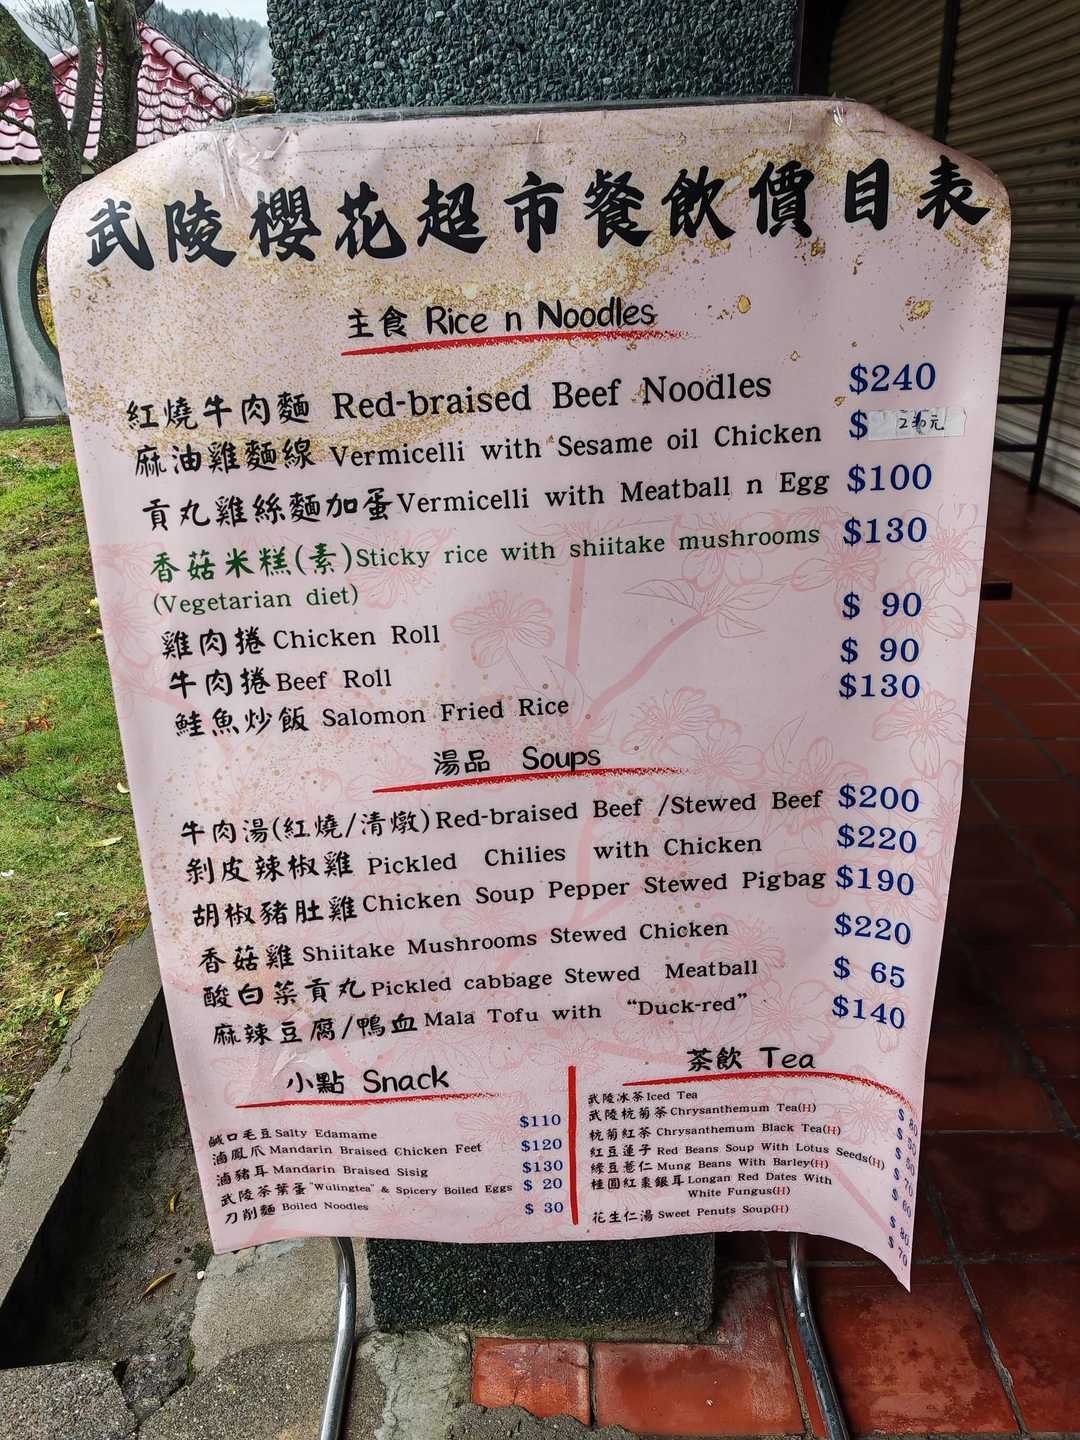 武陵櫻花超市餐飲價目表
主食 Rice n Noodles
紅燒牛肉麵 Red-braised Beef Noodles $240
麻油雞麵線 Vermicelli with Sesame oil Chicken $ 230元
貢丸雞絲麵加蛋 Vermicelli with Meatball n Egg $100
香菇米糕(素) Sticky rice with shiitake mushrooms $130
(Vegetarian diet)
雞肉捲 Chicken Roll $ 90
牛肉捲 Beef Roll $ 90
鮭魚炒飯 Salomon Fried Rice $130
湯品 Soups
牛肉湯(紅燒/清燉) Red-braised Beef /Stewed Beef $200
剝皮辣椒雞 Pickled Chilies with Chicken $220
胡椒豬肚雞 Chicken Soup Pepper Stewed Pigbag $190
香菇雞 Shiitake Mushrooms Stewed Chicken $220
酸白菜貢丸 Pickled cabbage Stewed Meatball $ 65
麻辣豆腐/鴨血 Mala Tofu with “Duck-red” $140
小點 Snack
鹹口毛豆 Salty Edamame $110
滷鳳爪 Mandarin Braised Chicken Feet $120
滷豬耳 Mandarin Braised Sisig $130
武陵茶葉蛋 "Wulingtea" & Spicery Boiled Eggs $ 20
刀削麵 Boiled Noodles $ 30
茶飲 Tea
武陵冰茶 Iced Tea $ 80
武陵杭菊茶 Chrysanthemum Tea(H) $ 50
杭菊紅茶 Chrysanthemum Black Tea(H) $ 50
紅豆蓮子 Red Beans Soup With Lotus Seeds(H) $ 70
綠豆薏仁 Mung Beans With Barley(H) $ 60
桂圓紅棗銀耳 Longan Red Dates With
White Fungus(H) $ 80
花生仁湯 Sweet Penuts Soup(H) $ 70